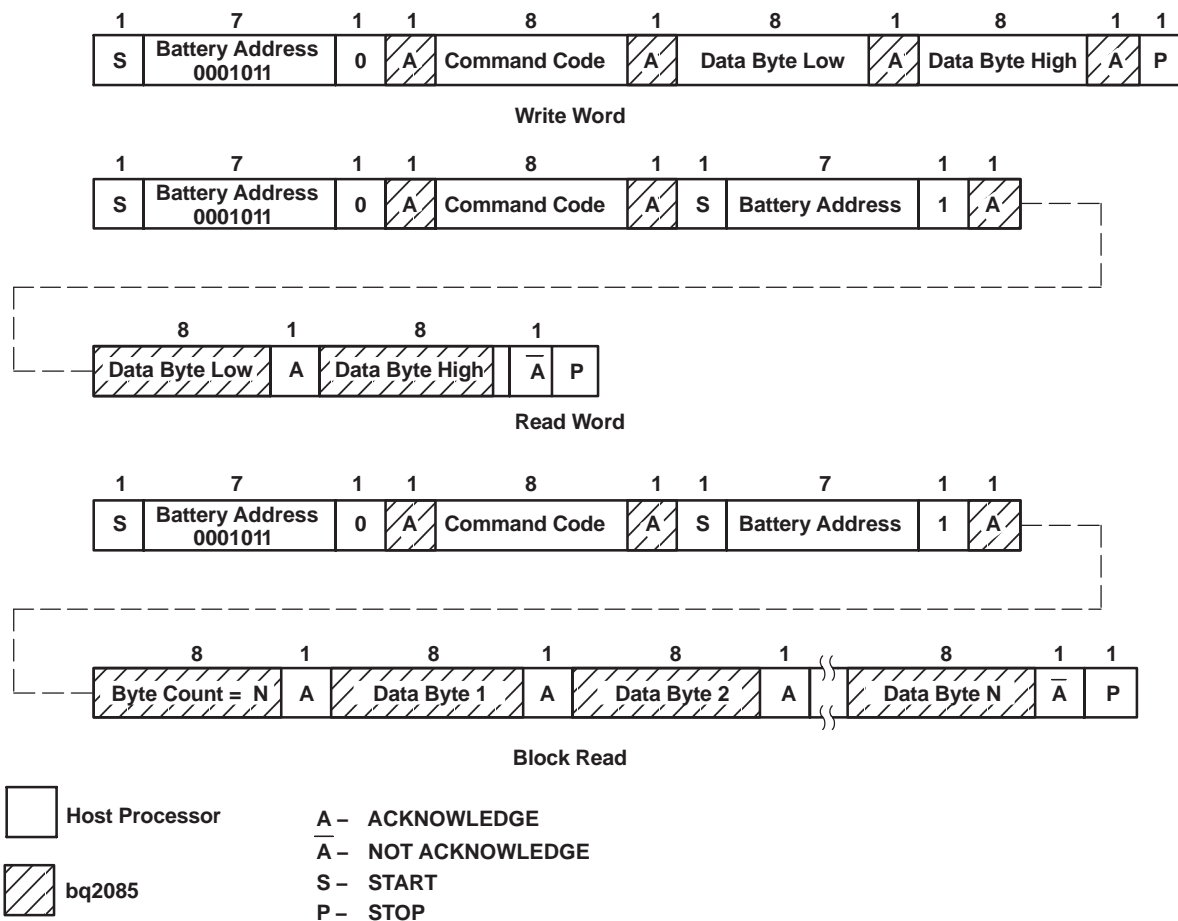 1 7 1 1 8 1 8 1 8 1 1
S Battery Address 0 A Command Code A Data Byte Low A Data Byte High A P
0001011
Write Word
1 7 1 1 8 1 1 7 1 1
S Battery Address 0 A Command Code A S Battery Address 1 A
0001011
8 1 8 1
Data Byte Low A Data Byte High A̅ P
Read Word
1 7 1 1 8 1 1 7 1 1
S Battery Address 0 A Command Code A S Battery Address 1 A
0001011
8 1 8 1 8 1 8 1 1
Byte Count = N A Data Byte 1 A Data Byte 2 A Data Byte N A̅ P
Block Read
Host Processor
A – ACKNOWLEDGE
A̅ – NOT ACKNOWLEDGE
bq2085
S – START
P – STOP